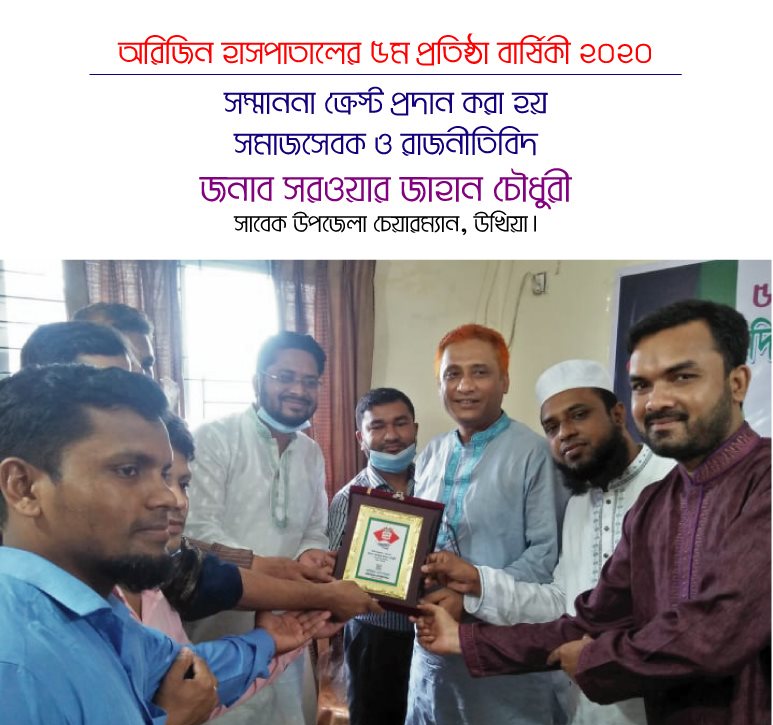 অরিজিন হাসপাতালের ৫ম প্রতিষ্ঠা বার্ষিকী ২০২০
সম্মাননা ক্রেস্ট প্রদান করা হয়
সমাজসেবক ও রাজনীতিবিদ
জনাব সরওয়ার জাহান চৌধুরী
সাবেক উপজেলা চেয়ারম্যান, উখিয়া।
৫